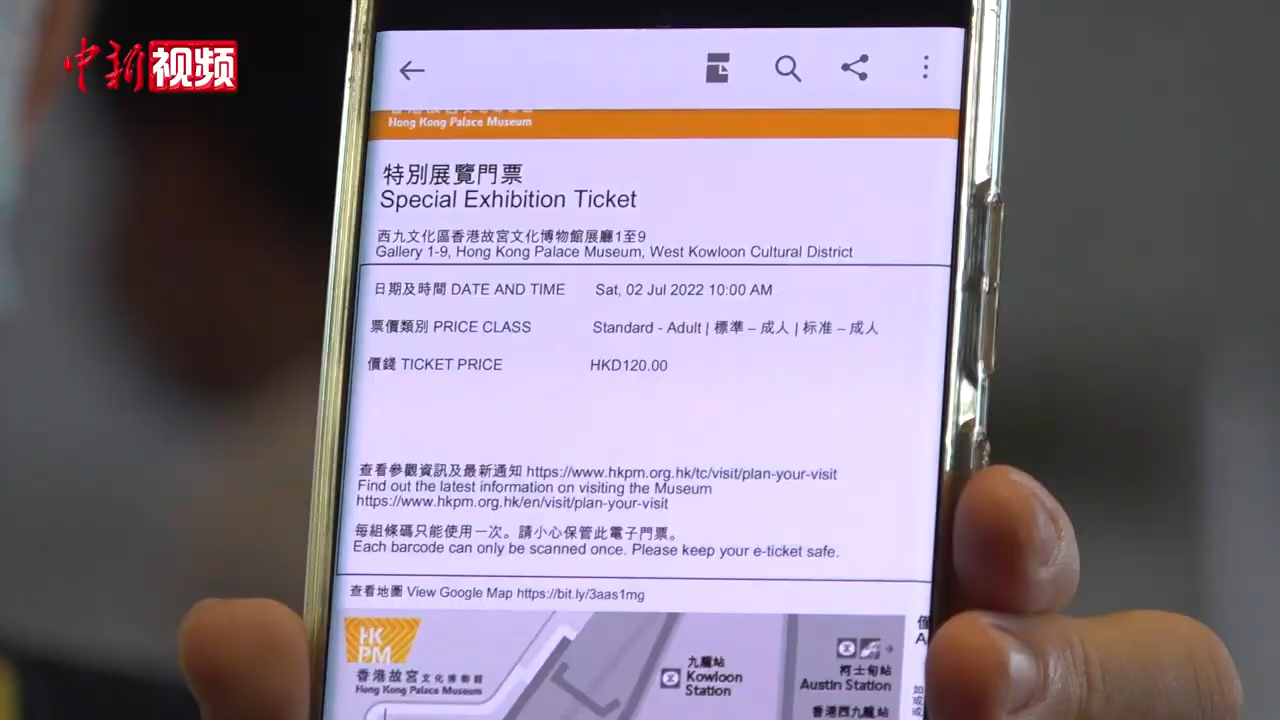 中新视频
Hong Kong Palace Museum
特別展覽門票
Special Exhibition Ticket
西九文化區香港故宮文化博物館展廳1至9
Gallery 1-9, Hong Kong Palace Museum, West Kowloon Cultural District
日期及時間 DATE AND TIME Sat, 02 Jul 2022 10:00 AM
票價類別 PRICE CLASS Standard - Adult | 標準 – 成人 | 标准 – 成人
價錢 TICKET PRICE HKD120.00
查看參觀資訊及最新通知 https://www.hkpm.org.hk/tc/visit/plan-your-visit
Find out the latest information on visiting the Museum
https://www.hkpm.org.hk/en/visit/plan-your-visit
每組條碼只能使用一次。請小心保管此電子門票。
Each barcode can only be scanned once. Please keep your e-ticket safe.
查看地圖 View Google Map https://bit.ly/3aas1mg
HK
PM
香港故宮文化博物館
Hong Kong Palace Museum
九龍站
Kowloon
Station
柯士甸站
Austin Station
香港西九龍站